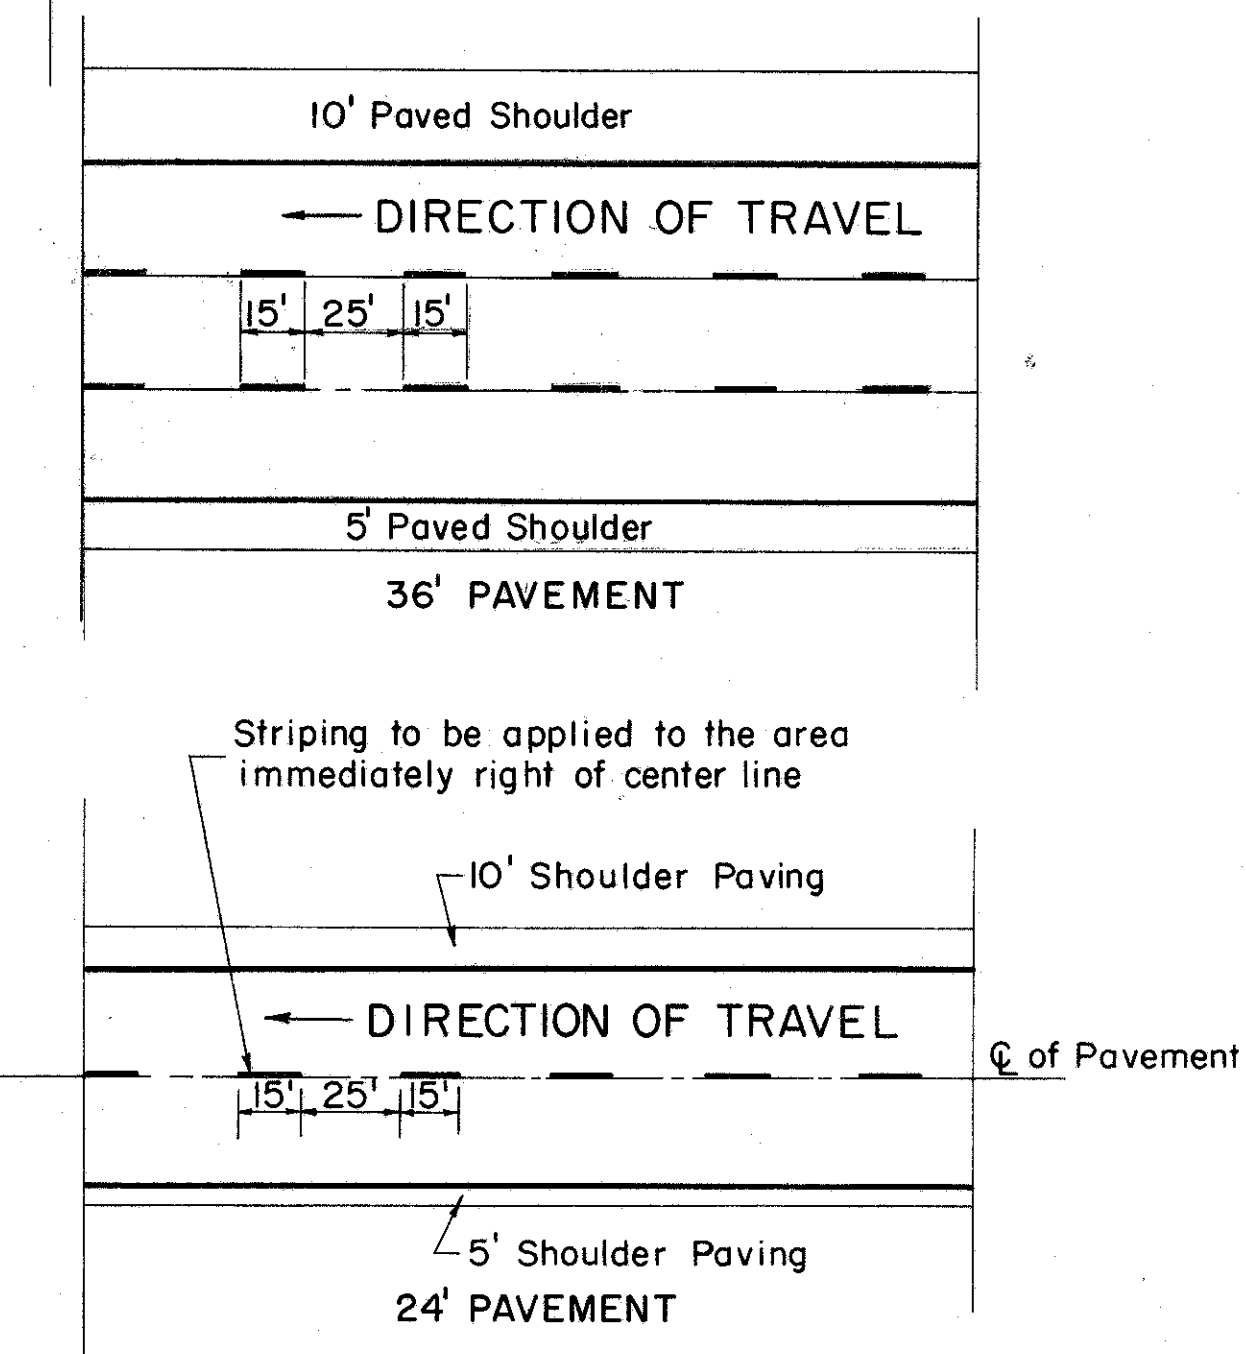 10' Paved Shoulder
DIRECTION OF TRAVEL
15' 25' 15'
5' Paved Shoulder
36' PAVEMENT
Striping to be applied to the area
immediately right of center line
10' Shoulder Paving
DIRECTION OF TRAVEL
℄ of Pavement
15' 25' 15'
5' Shoulder Paving
24' PAVEMENT